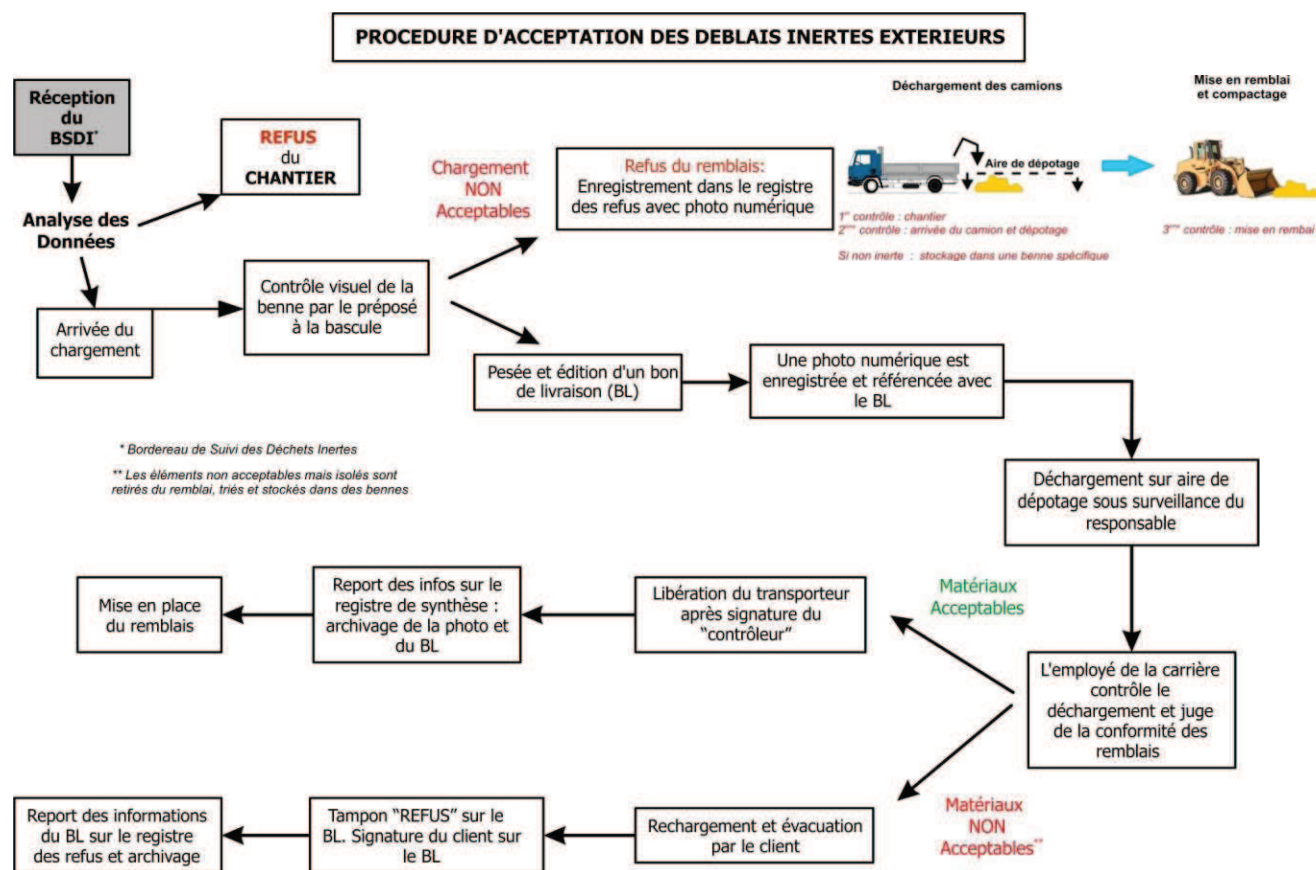 PROCEDURE D'ACCEPTATION DES DEBLAIS INERTES EXTERIEURS
Réception
du
BSDI*
REFUS
du
CHANTIER
Analyse des
Données
Arrivée du
chargement
Contrôle visuel de la
benne par le préposé
à la bascule
Chargement
NON
Acceptables
Refus du remblais:
Enregistrement dans le registre
des refus avec photo numérique
Déchargement des camions
Aire de dépotage
1er contrôle : chantier
2ème contrôle : arrivée du camion et dépotage
Si non inerte : stockage dans une benne spécifique
Mise en remblai
et compactage
3ème contrôle : mise en rembai
Pesée et édition d'un bon
de livraison (BL)
Une photo numérique est
enregistrée et référencée avec
le BL
* Bordereau de Suivi des Déchets Inertes
** Les éléments non acceptables mais isolés sont
retirés du remblai, triés et stockés dans des bennes
Déchargement sur aire de
dépotage sous surveillance du
responsable
L'employé de la carrière
contrôle le
déchargement et juge
de la conformité des
remblais
Matériaux
Acceptables
Libération du transporteur
après signature du
"contrôleur"
Report des infos sur le
registre de synthèse :
archivage de la photo et
du BL
Mise en place
du remblais
Matériaux
NON
Acceptables**
Rechargement et évacuation
par le client
Tampon "REFUS" sur le
BL. Signature du client sur
le BL
Report des informations
du BL sur le registre
des refus et archivage